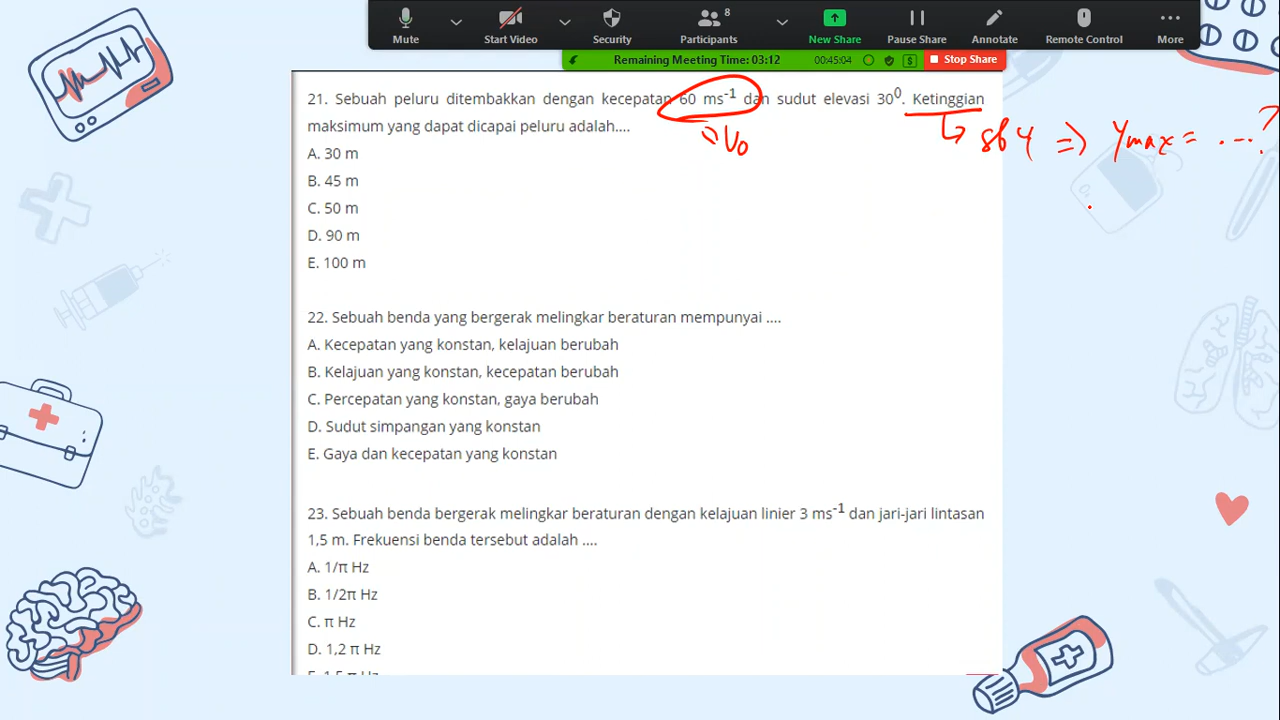 Mute
Start Video
Security
8
Participants
New Share
Pause Share
Annotate
Remote Control
More
Remaining Meeting Time: 03:12
00:45:04
Stop Share
21. Sebuah peluru ditembakkan dengan kecepatan 60 ms-1 dan sudut elevasi 30⁰. Ketinggian
maksimum yang dapat dicapai peluru adalah....
= V₀
sb y => Ymax = ....?
A. 30 m
B. 45 m
C. 50 m
D. 90 m
E. 100 m
22. Sebuah benda yang bergerak melingkar beraturan mempunyai ....
A. Kecepatan yang konstan, kelajuan berubah
B. Kelajuan yang konstan, kecepatan berubah
C. Percepatan yang konstan, gaya berubah
D. Sudut simpangan yang konstan
E. Gaya dan kecepatan yang konstan
23. Sebuah benda bergerak melingkar beraturan dengan kelajuan linier 3 ms-1 dan jari-jari lintasan
1,5 m. Frekuensi benda tersebut adalah ....
A. 1/π Hz
B. 1/2π Hz
C. π Hz
D. 1,2 π Hz